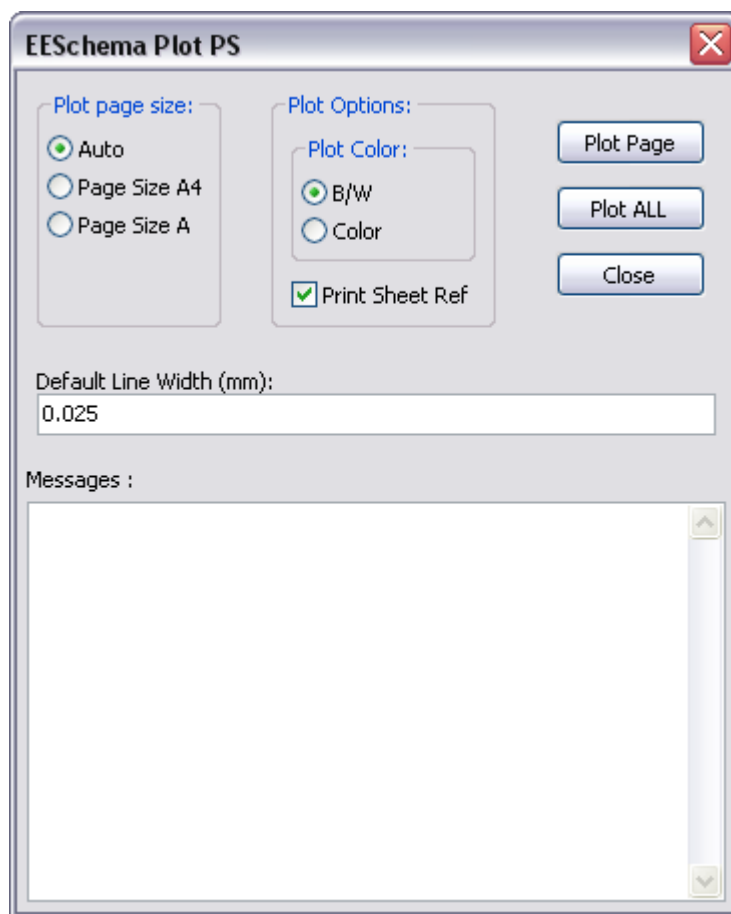 EESchema Plot PS
Plot page size:
Auto
Page Size A4
Page Size A
Plot Options:
Plot Color:
B/W
Color
Print Sheet Ref
Plot Page
Plot ALL
Close
Default Line Width (mm):
0.025
Messages :